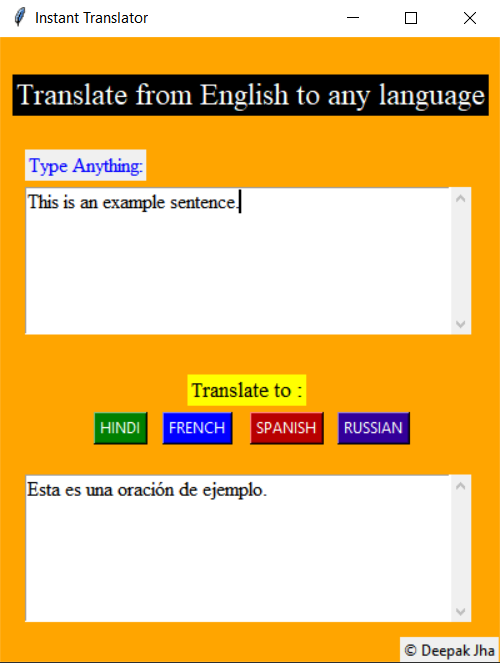 Instant Translator
Translate from English to any language
Type Anything:
This is an example sentence.
Translate to :
HINDI FRENCH SPANISH RUSSIAN
Esta es una oración de ejemplo.
© Deepak Jha